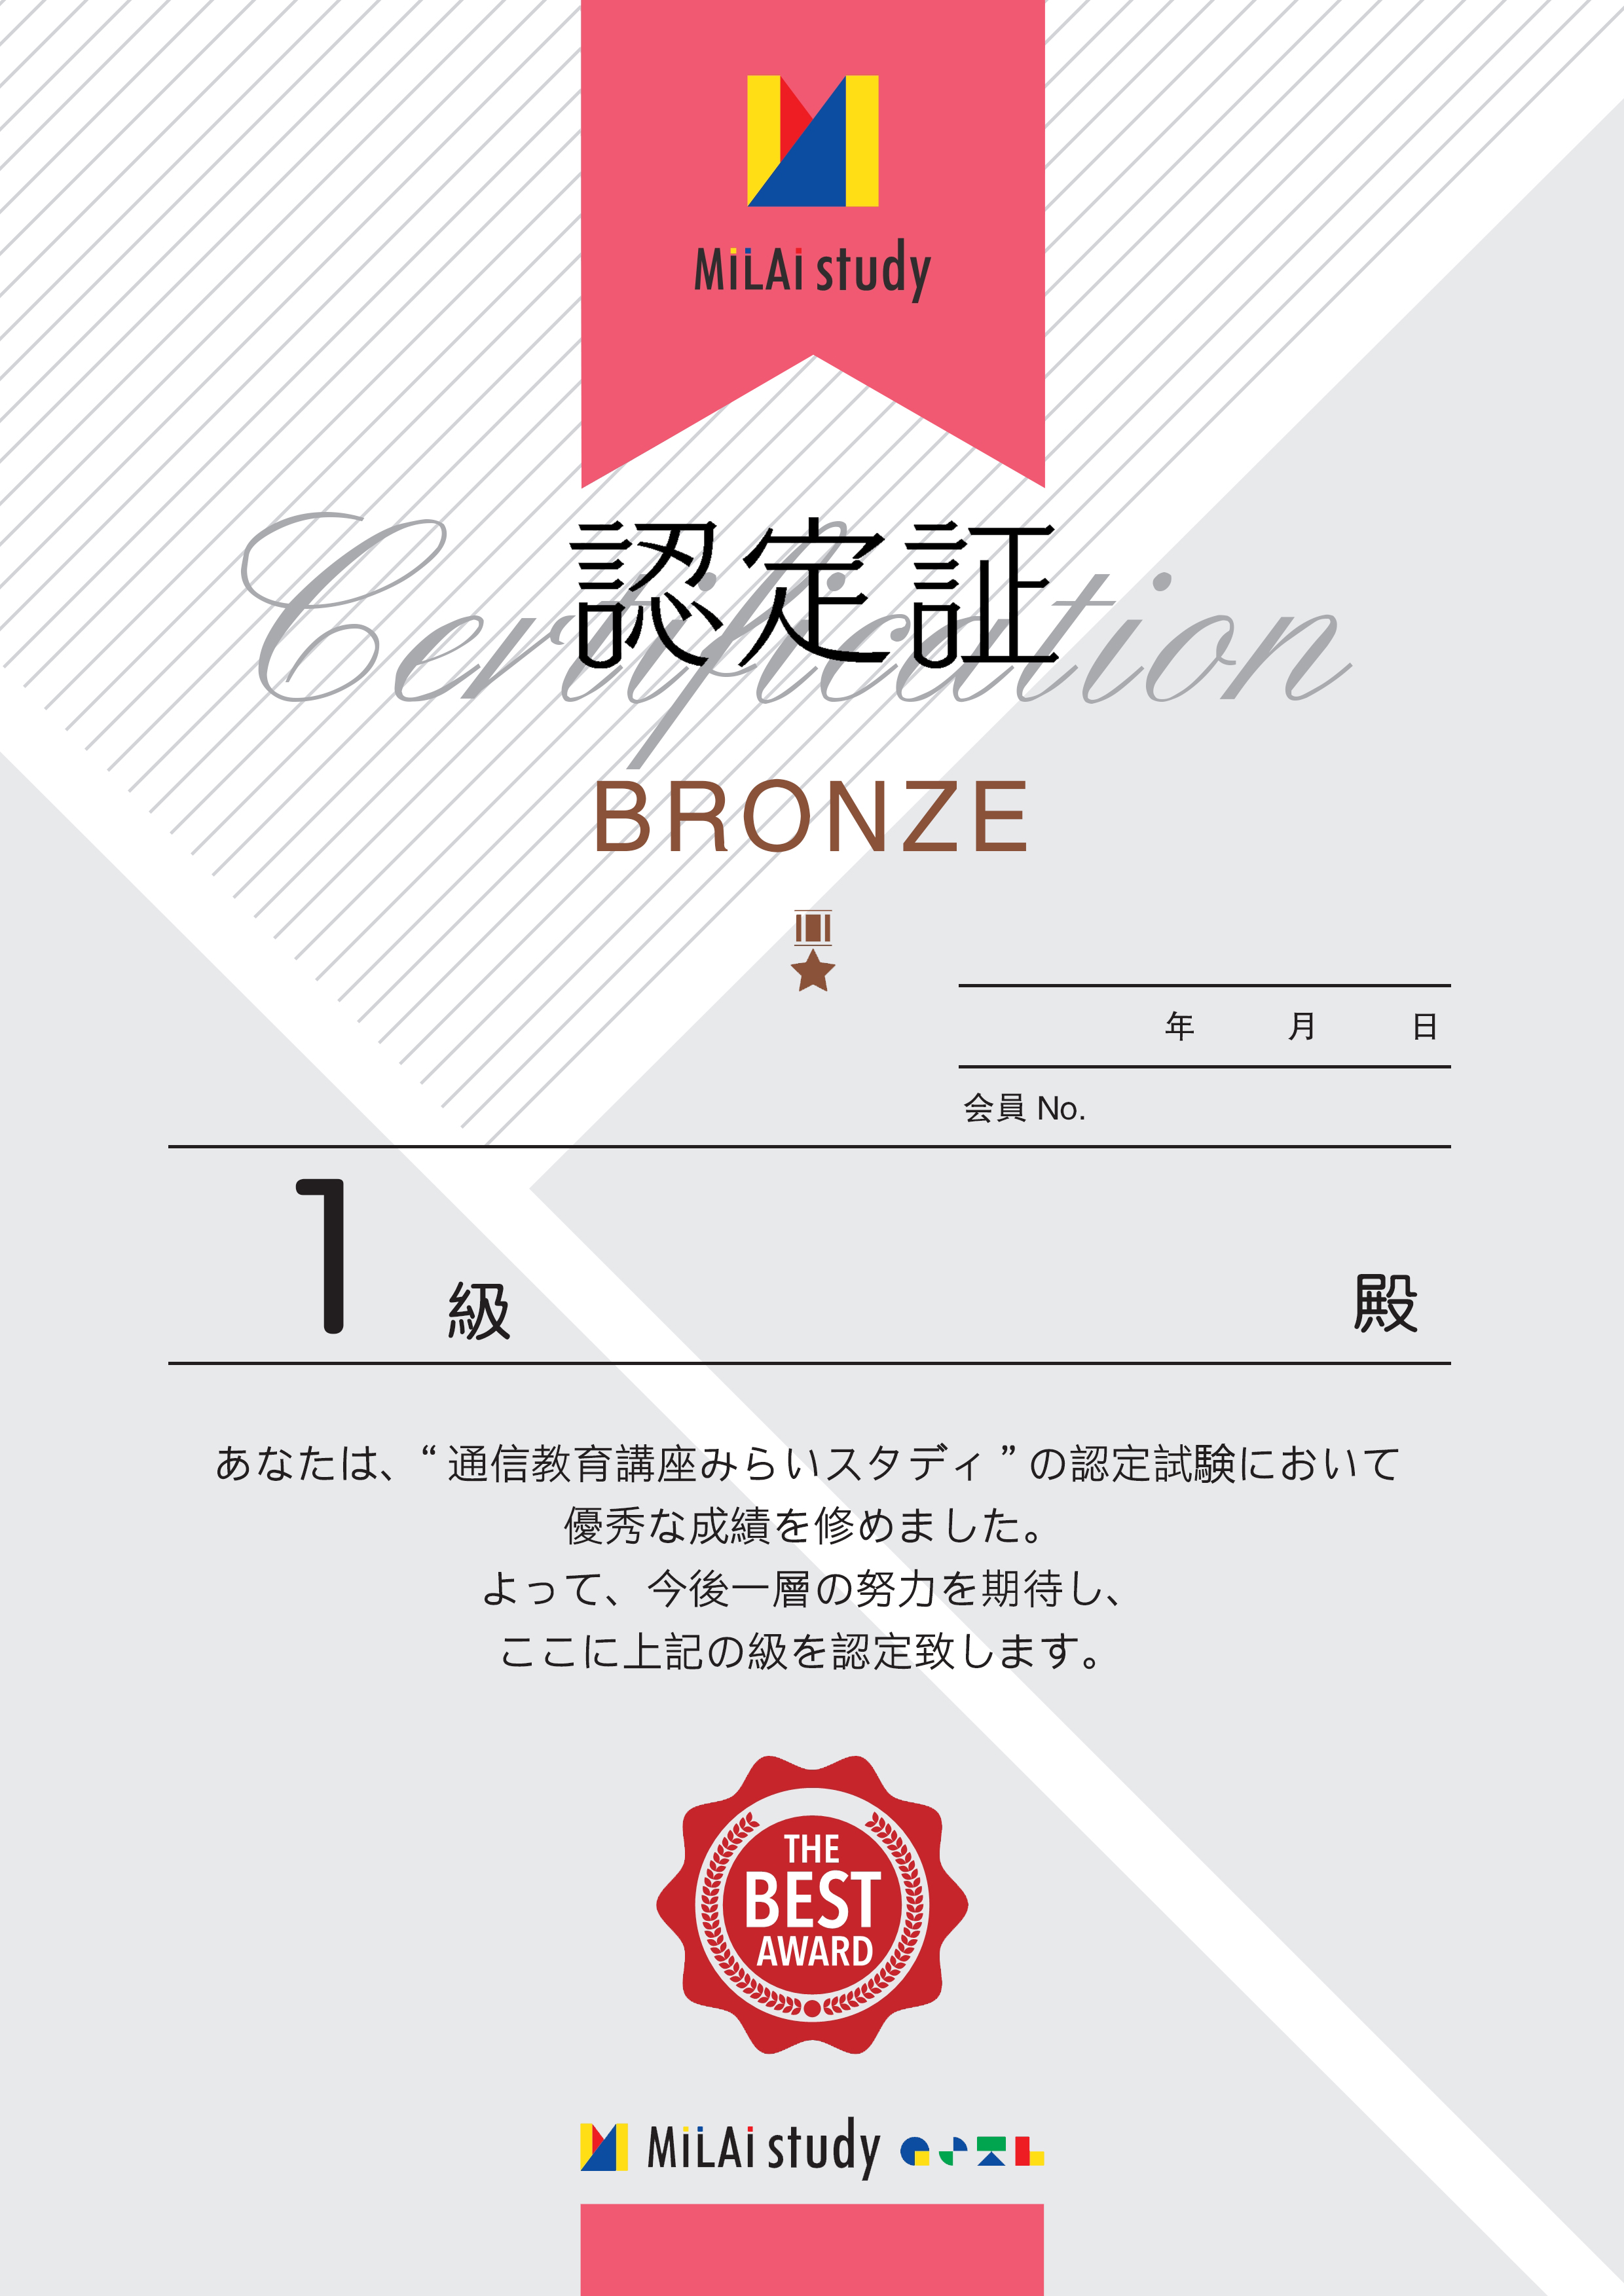 MiLAi study
Certification
認定証
BRONZE
年 月 日
会員 No.
1 級 殿
あなたは、“ 通信教育講座みらいスタディ ” の認定試験において
優秀な成績を修めました。
よって、今後一層の努力を期待し、
ここに上記の級を認定致します。
THE
BEST
AWARD
MiLAi study